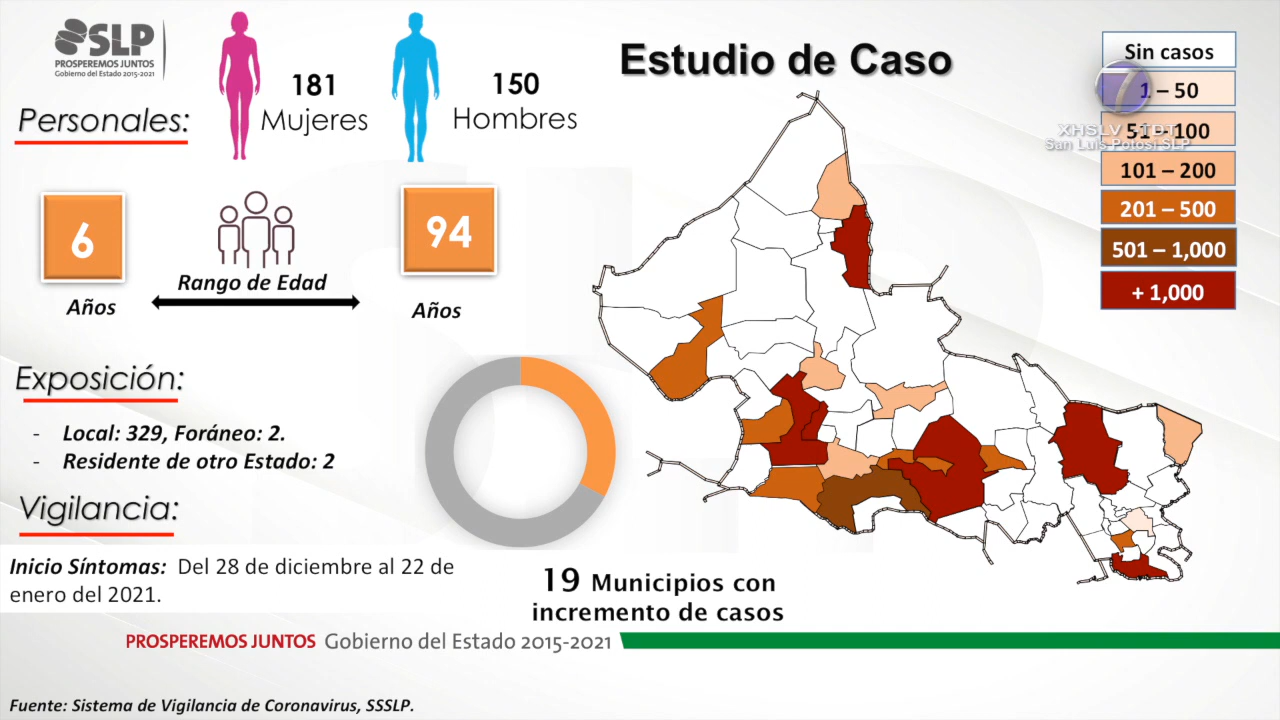 SLP
PROSPEREMOS JUNTOS
Gobierno del Estado 2015-2021
Personales:
181
Mujeres
150
Hombres
Estudio de Caso
Sin casos
1 – 50
51 – 100
101 – 200
201 – 500
501 – 1,000
+ 1,000
7
XHSLV - TDT
San Luis Potosí SLP
6
Años
Rango de Edad
94
Años
Exposición:
- Local: 329, Foráneo: 2.
- Residente de otro Estado: 2
Vigilancia:
Inicio Síntomas: Del 28 de diciembre al 22 de
enero del 2021.
19 Municipios con
incremento de casos
PROSPEREMOS JUNTOS Gobierno del Estado 2015-2021
Fuente: Sistema de Vigilancia de Coronavirus, SSSLP.